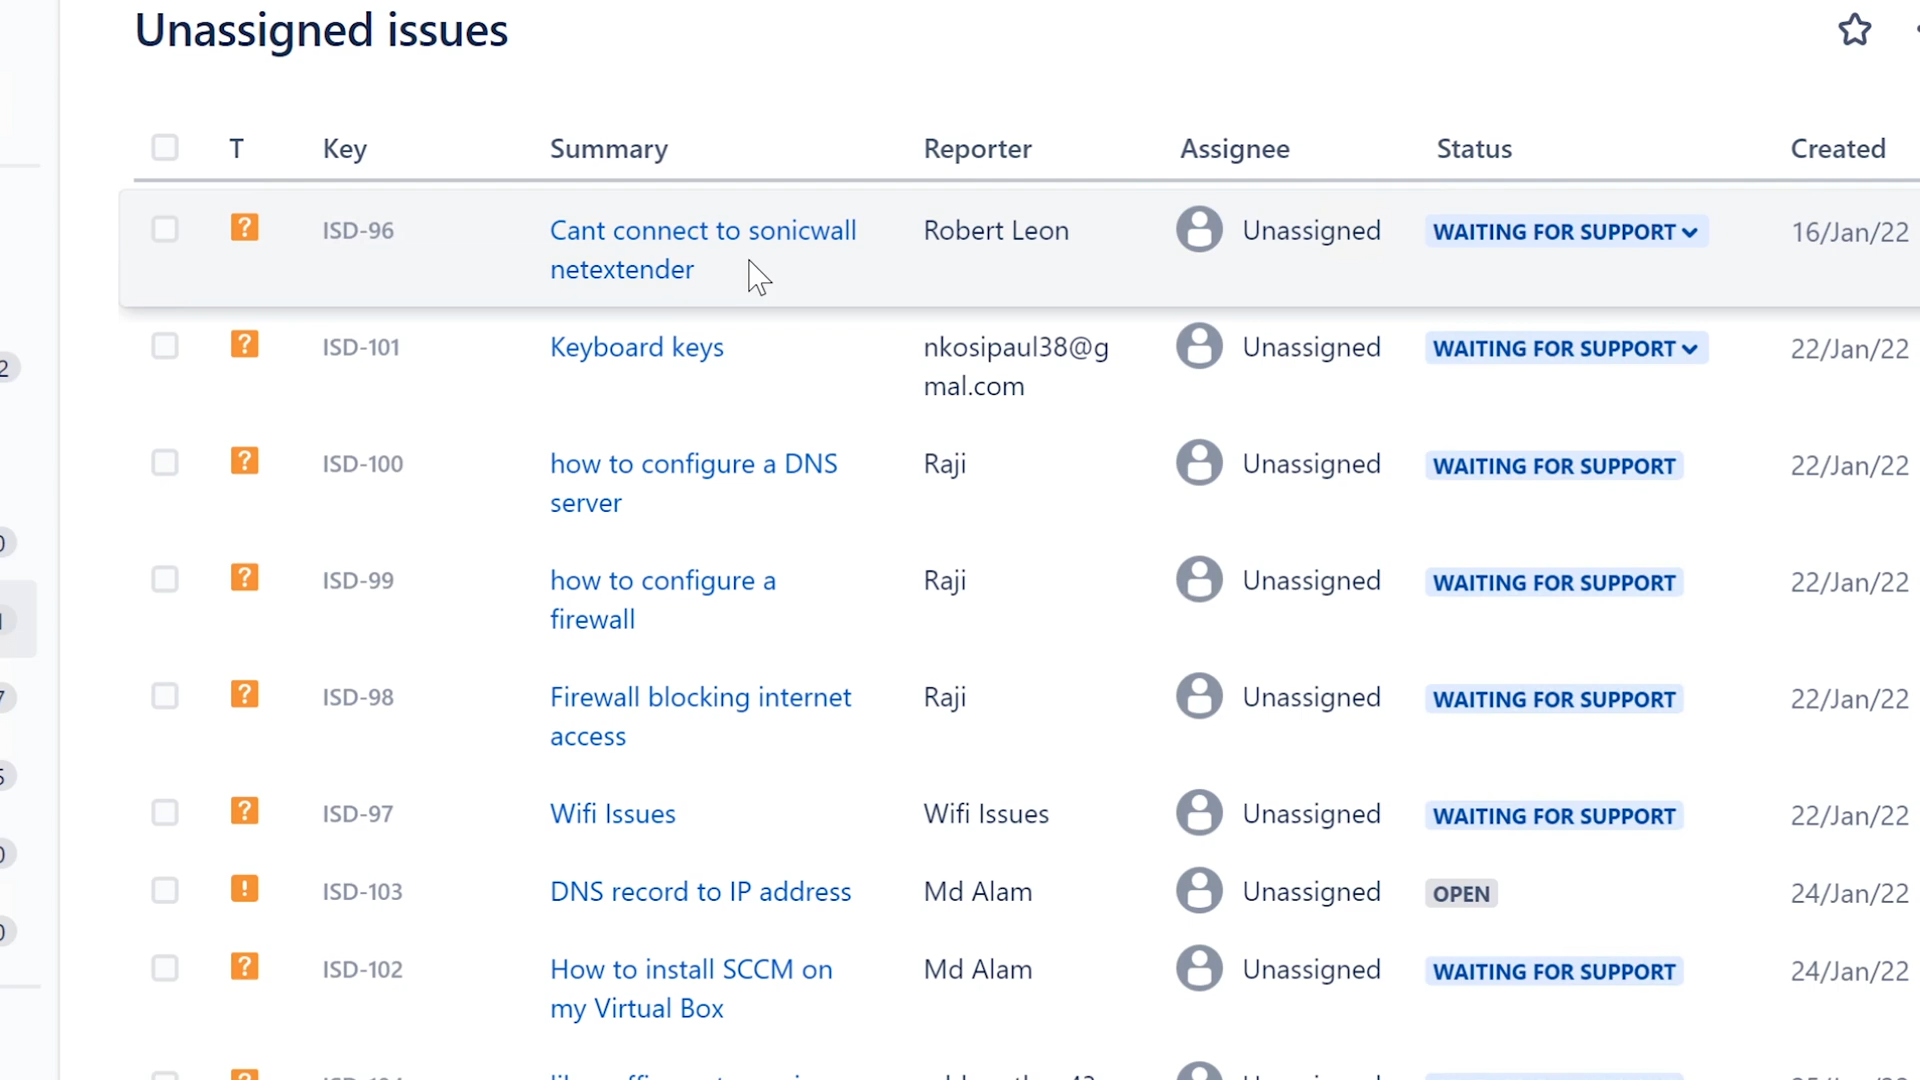 Unassigned issues
T Key Summary Reporter Assignee Status Created
ISD-96 Cant connect to sonicwall Robert Leon Unassigned WAITING FOR SUPPORT 16/Jan/22
netextender
ISD-101 Keyboard keys nkosipaul38@g Unassigned WAITING FOR SUPPORT 22/Jan/22
mal.com
ISD-100 how to configure a DNS Raji Unassigned WAITING FOR SUPPORT 22/Jan/22
server
ISD-99 how to configure a Raji Unassigned WAITING FOR SUPPORT 22/Jan/22
firewall
ISD-98 Firewall blocking internet Raji Unassigned WAITING FOR SUPPORT 22/Jan/22
access
ISD-97 Wifi Issues Wifi Issues Unassigned WAITING FOR SUPPORT 22/Jan/22
ISD-103 DNS record to IP address Md Alam Unassigned OPEN 24/Jan/22
ISD-102 How to install SCCM on Md Alam Unassigned WAITING FOR SUPPORT 24/Jan/22
my Virtual Box